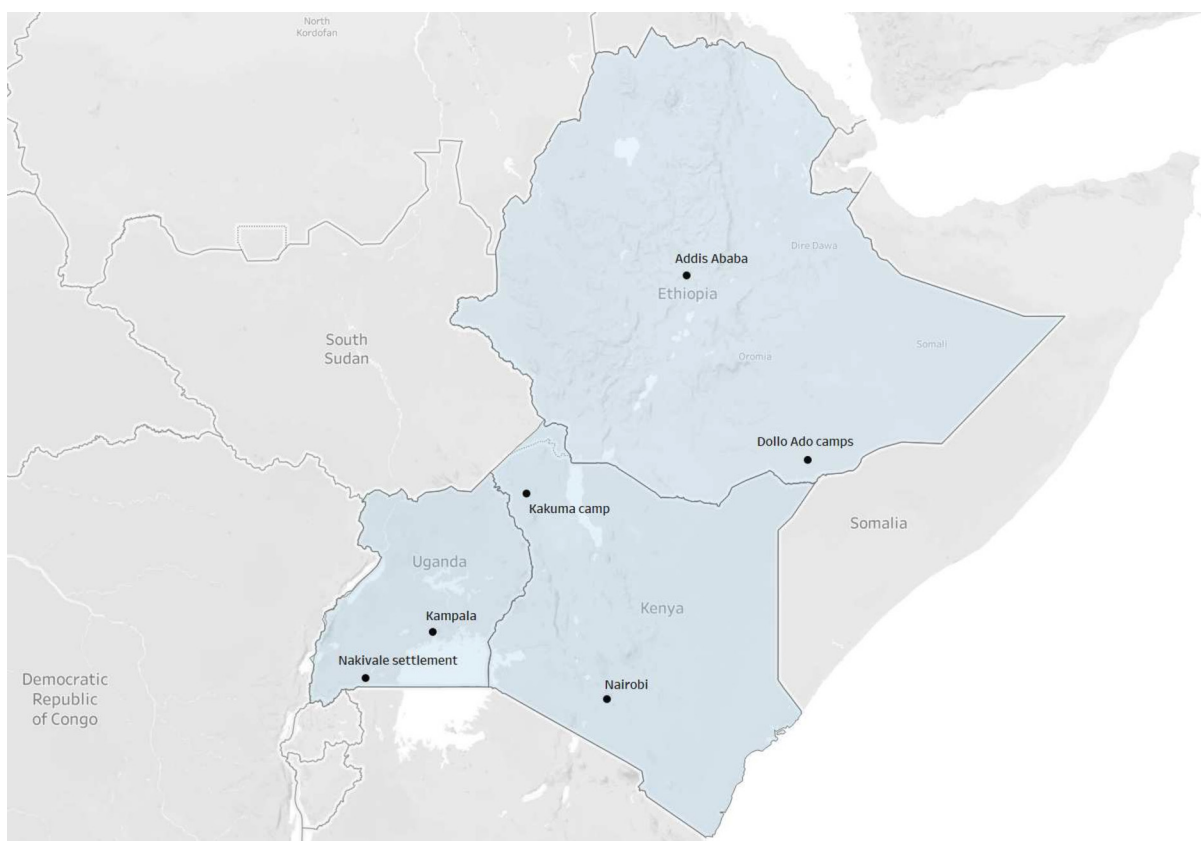 North
Kordofan
Addis Ababa
Dire Dawa
Ethiopia
South
Sudan
Oromia
Somali
Dollo Ado camps
Kakuma camp
Somalia
Uganda
Kenya
Kampala
Nakivale settlement
Democratic
Republic
of Congo
Nairobi